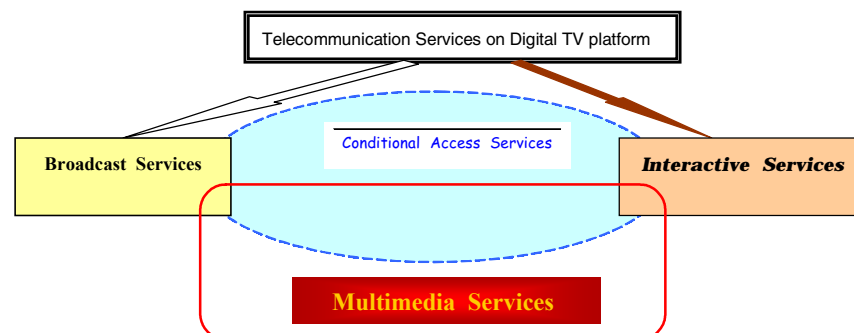 Telecommunication Services on Digital TV platform
Conditional Access Services
Broadcast Services
Interactive Services
Multimedia Services